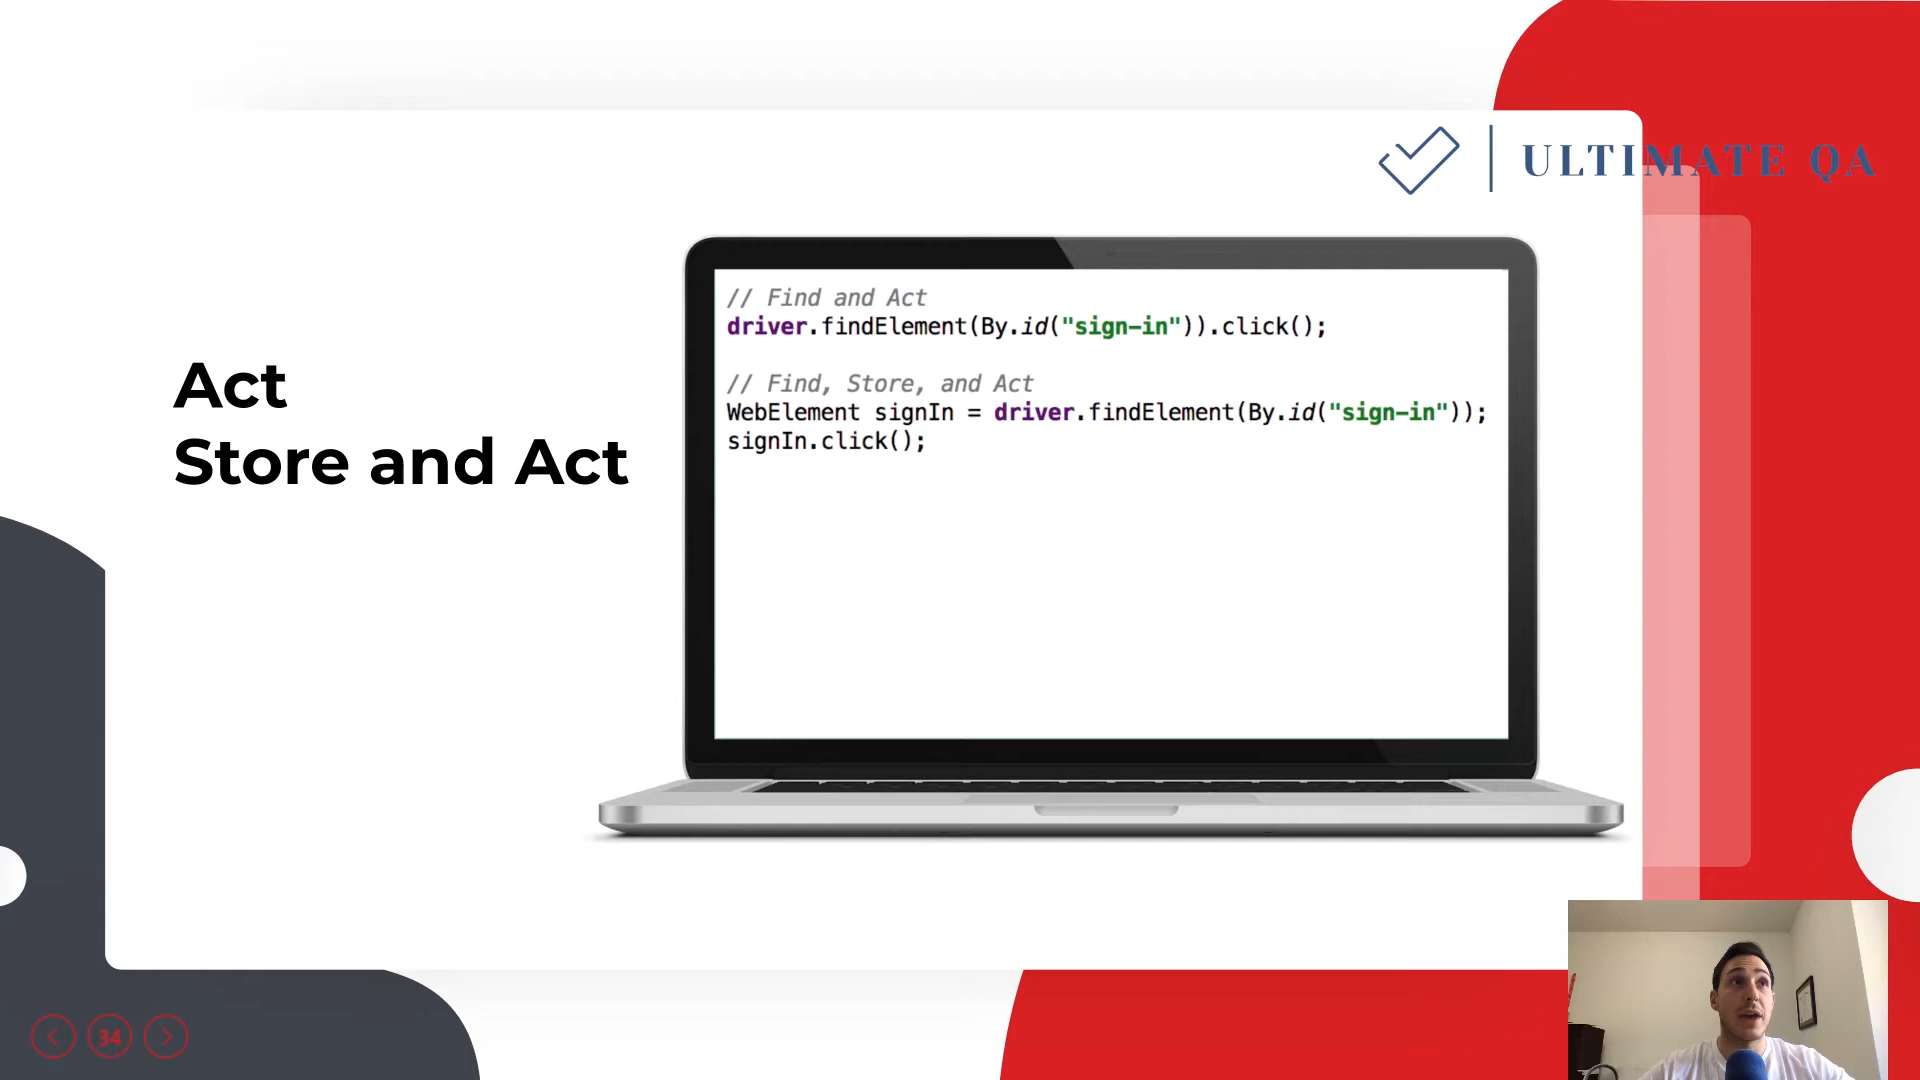 ULTIMATE QA
Act
Store and Act
// Find and Act
driver.findElement(By.id("sign-in")).click();
// Find, Store, and Act
WebElement signIn = driver.findElement(By.id("sign-in"));
signIn.click();
34